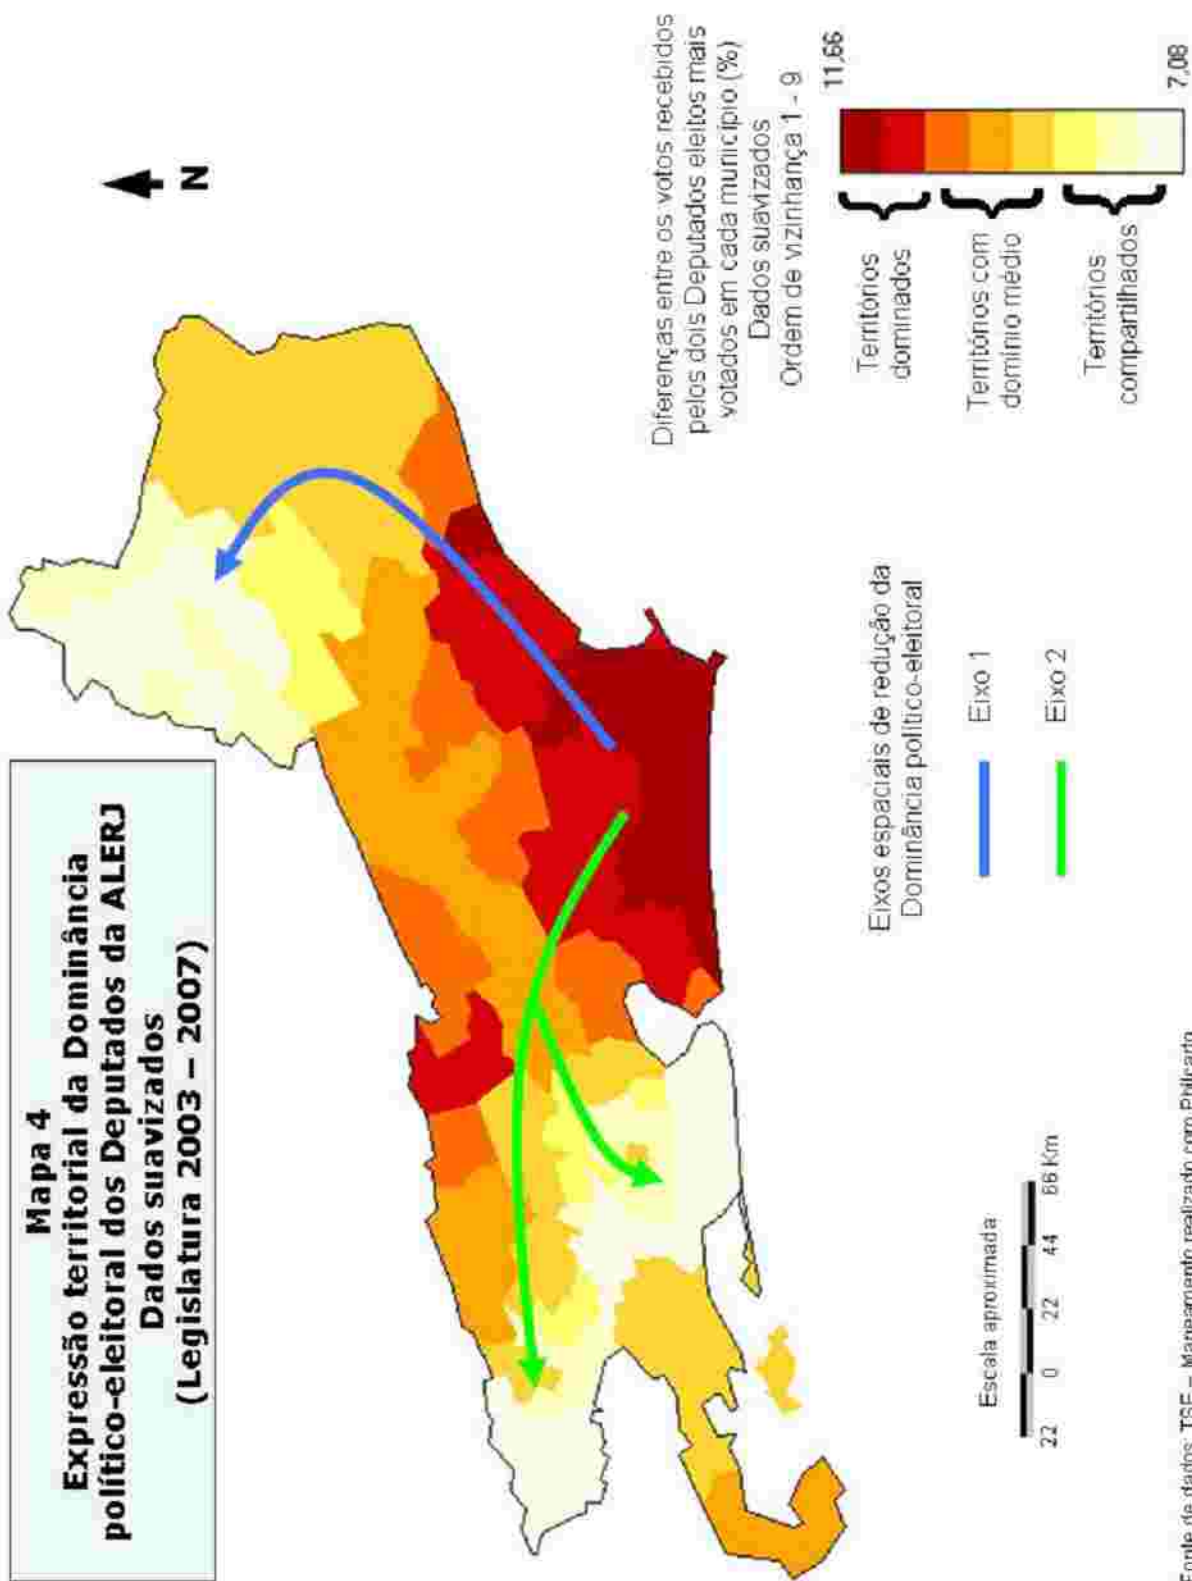 Mapa 4
Expressão territorial da Dominância
político-eleitoral dos Deputados da ALERJ
Dados suavizados
(Legislatura 2003 – 2007)
N
Diferenças entre os votos recebidos
pelos dois Deputados eleitos mais
votados em cada município (%)
Dados suavizados
Ordem de vizinhança 1 - 9
11,66
Territórios
dominados
Territórios com
domínio médio
Territórios
compartilhados
7,08
Eixos espaciais de redução da
Dominância político-eleitoral
Eixo 1
Eixo 2
Escala aproximada
22 0 22 44 66 Km
Fonte de dados: TSE – Mapeamento realizado com Philcarto